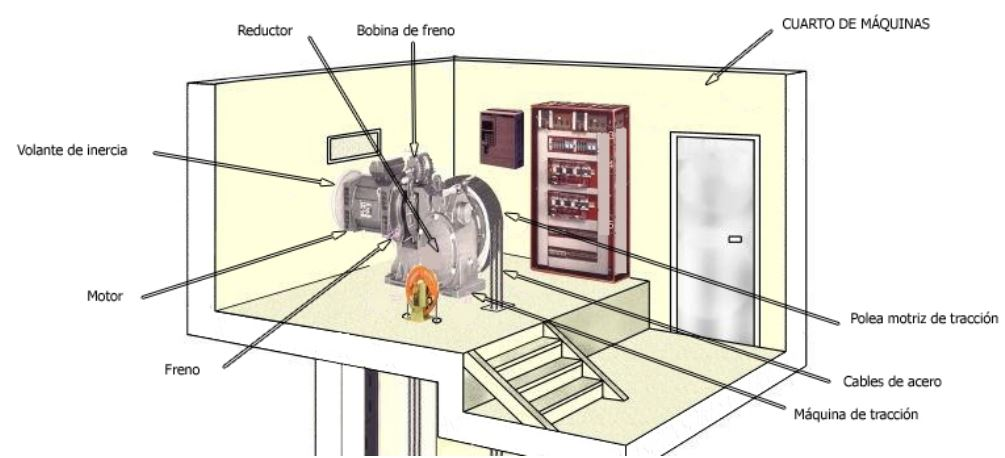 CUARTO DE MÁQUINAS
Reductor
Bobina de freno
Volante de inercia
Motor
Polea motriz de tracción
Freno
Cables de acero
Máquina de tracción